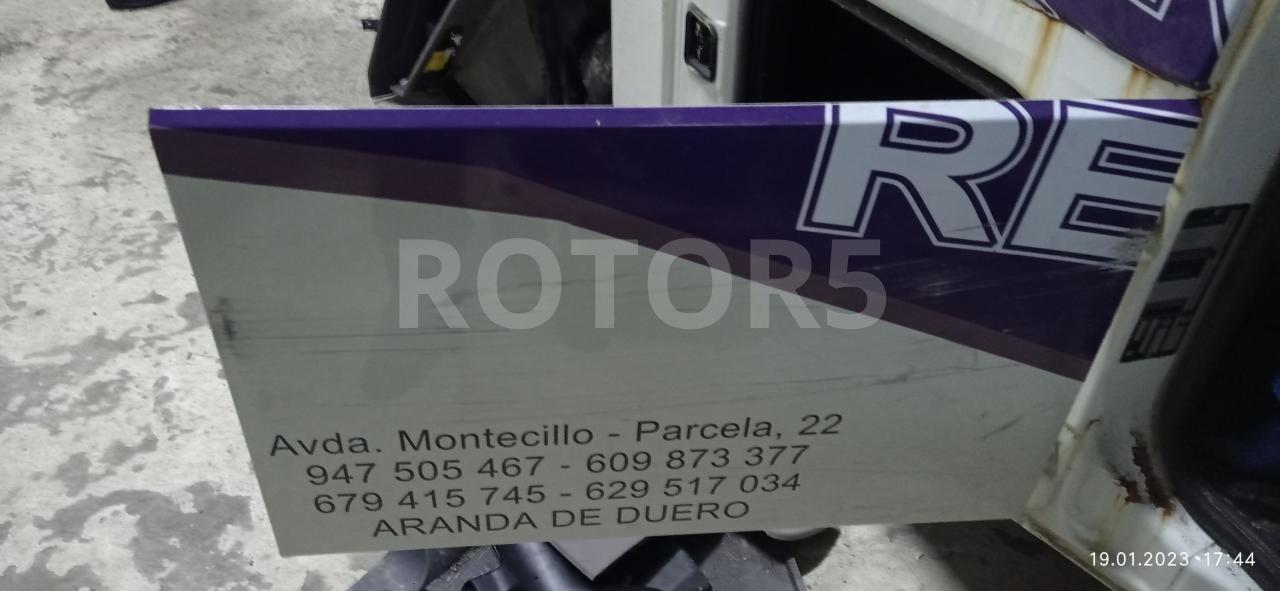 RE
ROTOR5
Avda. Montecillo - Parcela, 22
947 505 467 - 609 873 377
679 415 745 - 629 517 034
ARANDA DE DUERO
19.01.2023 17:44